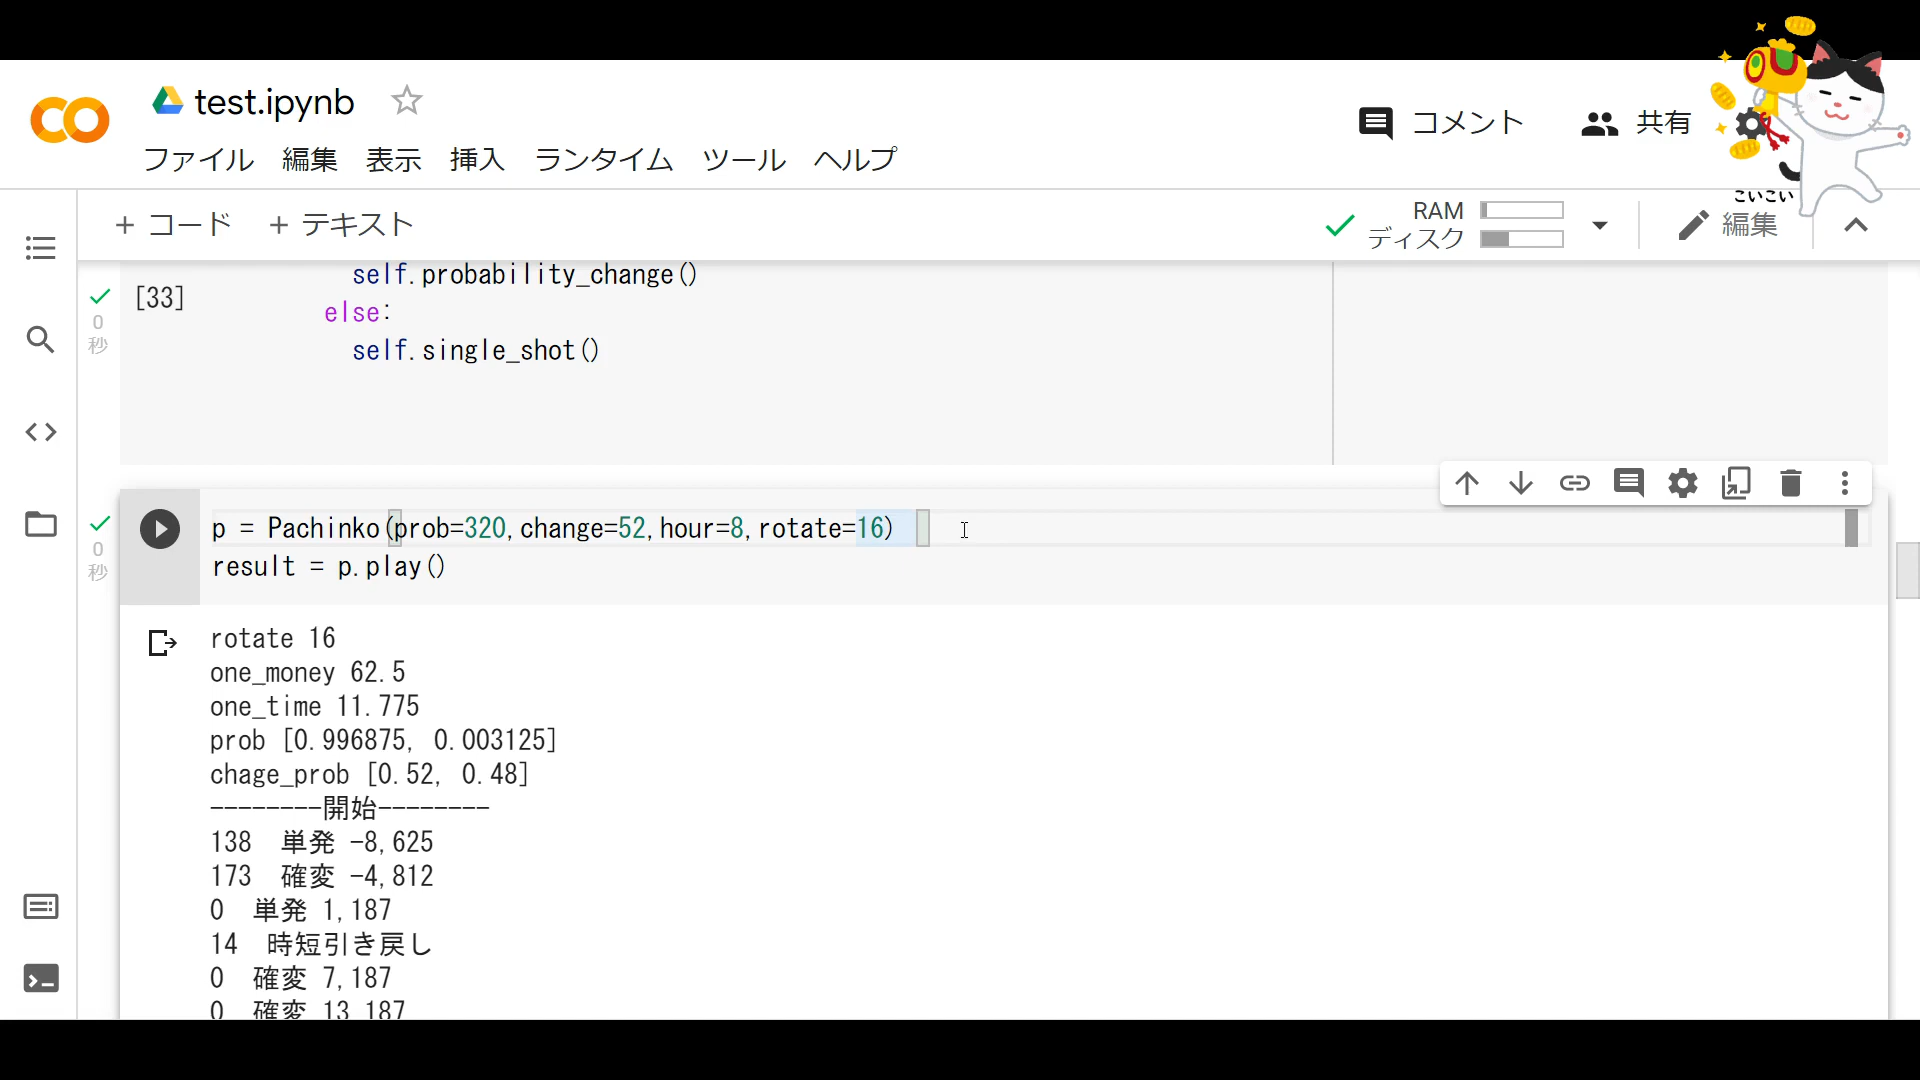 test.ipynb
コメント
共有
ファイル 編集 表示 挿入 ランタイム ツール ヘルプ
こいこい
+ コード + テキスト
RAM
ディスク
編集
[33]
0
秒
self.probability_change()
else:
self.single_shot()
0
秒
p = Pachinko(prob=320,change=52,hour=8,rotate=16)
result = p.play()
rotate 16
one_money 62.5
one_time 11.775
prob [0.996875, 0.003125]
chage_prob [0.52, 0.48]
--------開始--------
138 単発 -8,625
173 確変 -4,812
0 単発 1,187
14 時短引き戻し
0 確変 7,187
0 確変 13,187